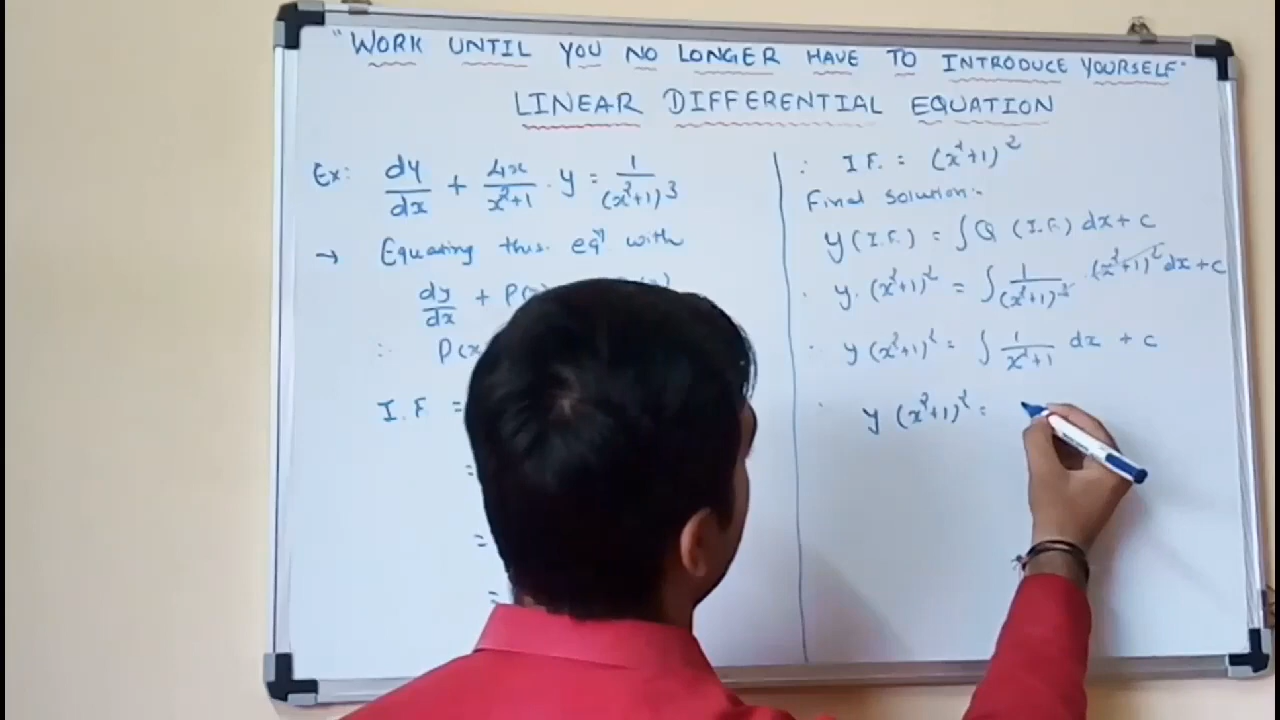 "WORK UNTIL YOU NO LONGER HAVE TO INTRODUCE YOURSELF"
LINEAR DIFFERENTIAL EQUATION
Ex: dy/dx + 4x/x²+1 . y = 1/(x²+1)³
→ Equating this eqⁿ with
dy/dx + P(x)
∴ P(x
I.F =
=
=
=
∴ I.F. = (x²+1)²
Final solution:-
y(I.F.) = ∫Q (I.F.) dx + c
∴ y.(x²+1)² = ∫ 1/(x²+1)³ . (x²+1)² dx + c
∴ y(x²+1)² = ∫ 1/x²+1 dx + c
∴ y(x²+1)² =